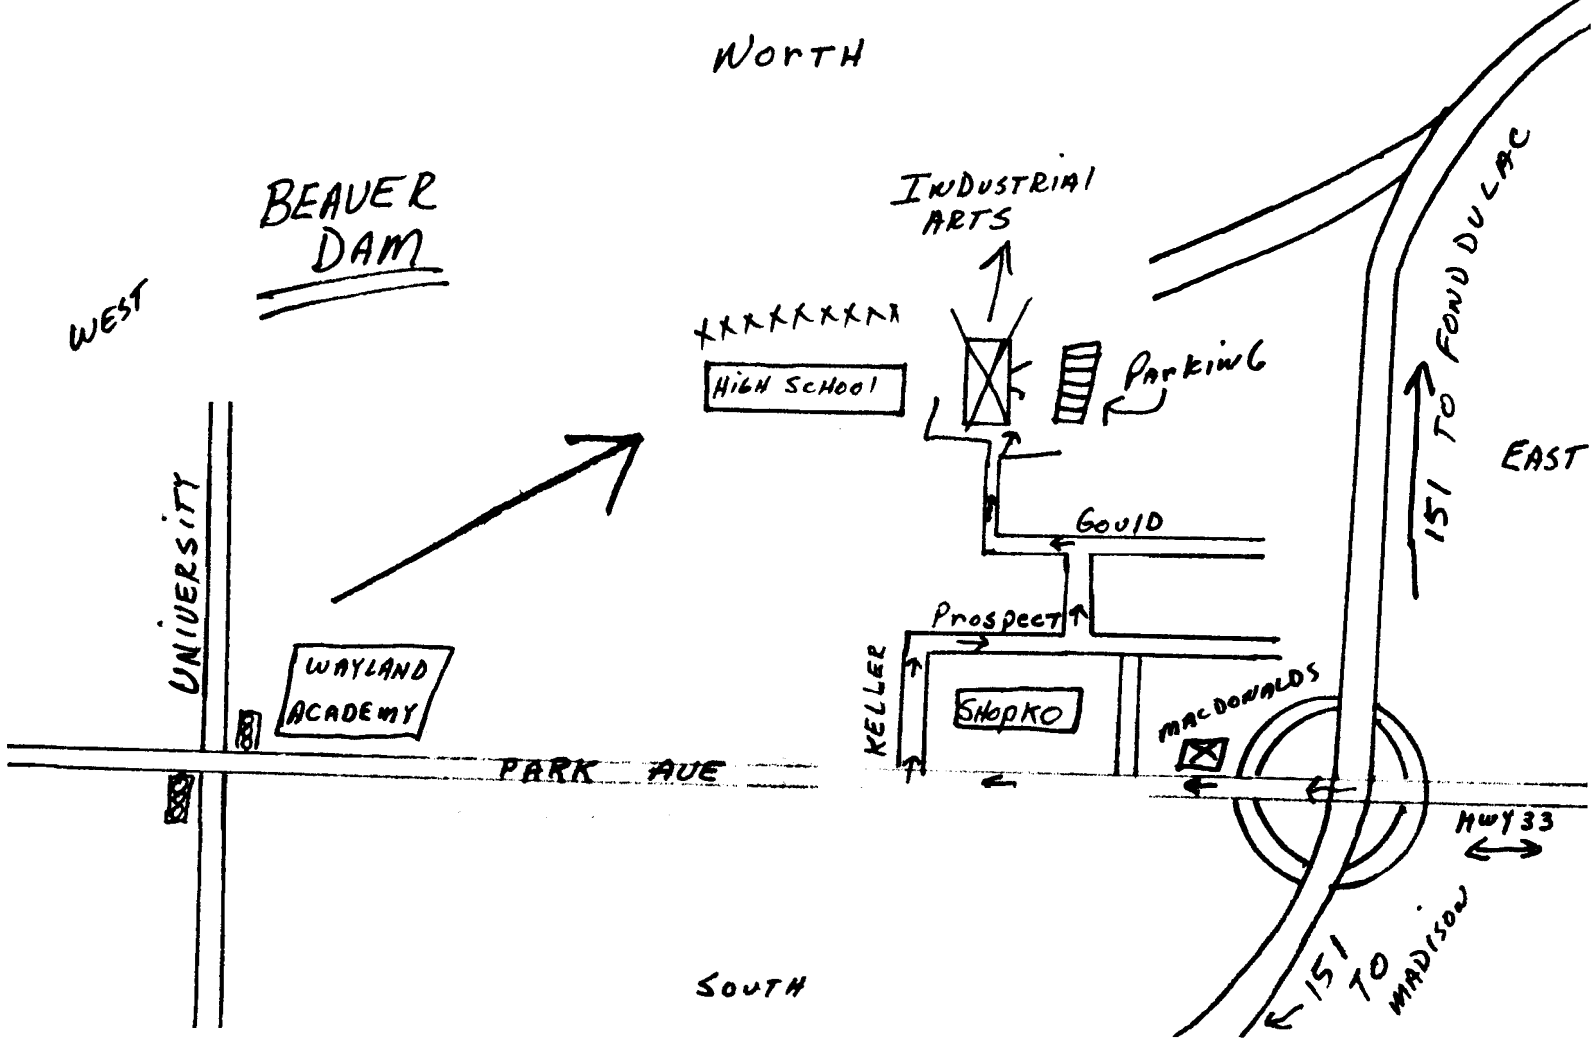 NorTH
BEAVER
DAM
WEST
INDUSTRIAL
ARTS
HIGH SCHOOL
ParkinG
151 TO FOND DU LAC
EAST
UNIVERSITY
Gould
Prospect
KELLER
WAYLAND
ACADEMY
SHOPKO
MACDONALDS
PARK AVE
HWY 33
151
TO
MADISON
SOUTH